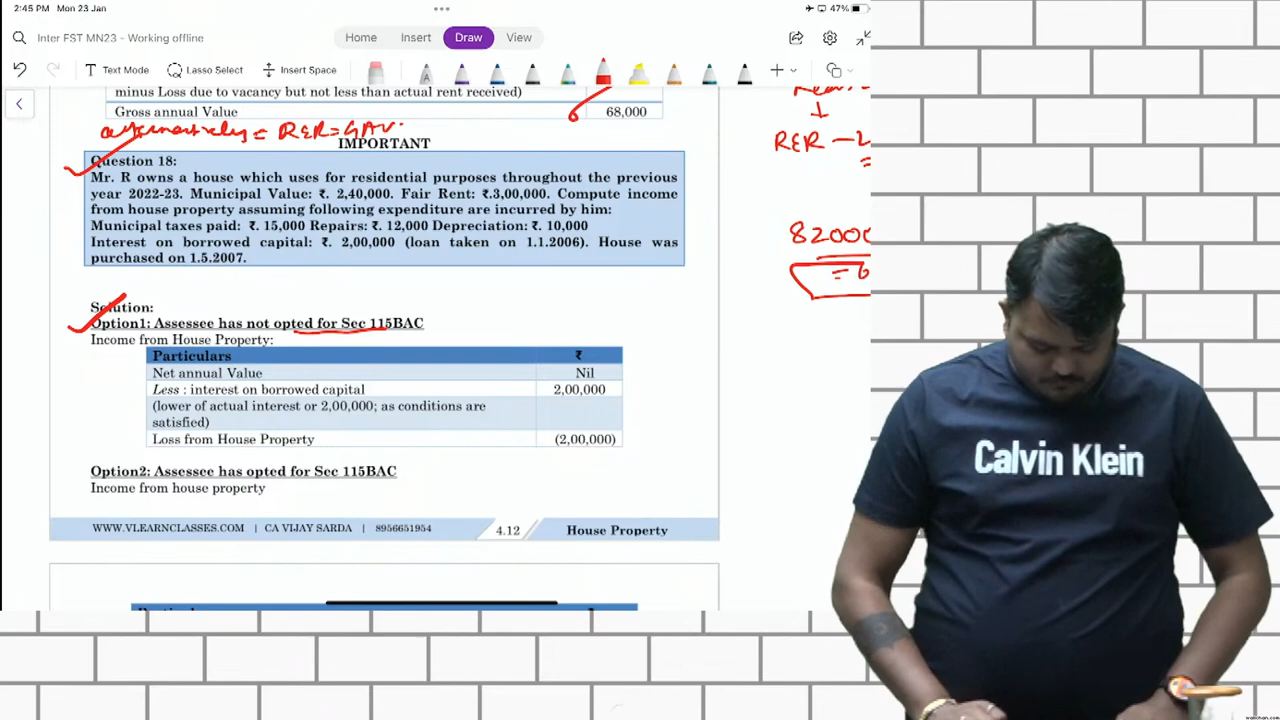 2:45 PM Mon 23 Jan
47%
Inter FST MN23 - Working offline
Home Insert Draw View
Text Mode Lasso Select Insert Space
minus Loss due to vacancy but not less than actual rent received)
Gross annual Value 68,000
RER = GAV.
RER
82000
IMPORTANT
Question 18:
Mr. R owns a house which uses for residential purposes throughout the previous
year 2022-23. Municipal Value: ₹. 2,40,000. Fair Rent: ₹.3,00,000. Compute income
from house property assuming following expenditure are incurred by him:
Municipal taxes paid: ₹. 15,000 Repairs: ₹. 12,000 Depreciation: ₹. 10,000
Interest on borrowed capital: ₹. 2,00,000 (loan taken on 1.1.2006). House was
purchased on 1.5.2007.
Solution:
Option1: Assessee has not opted for Sec 115BAC
Income from House Property:
Particulars ₹
Net annual Value Nil
Less : interest on borrowed capital 2,00,000
(lower of actual interest or 2,00,000; as conditions are
satisfied)
Loss from House Property (2,00,000)
Option2: Assessee has opted for Sec 115BAC
Income from house property
WWW.VLEARNCLASSES.COM | CA VIJAY SARDA | 8956651954 4.12 House Property
Calvin Klein